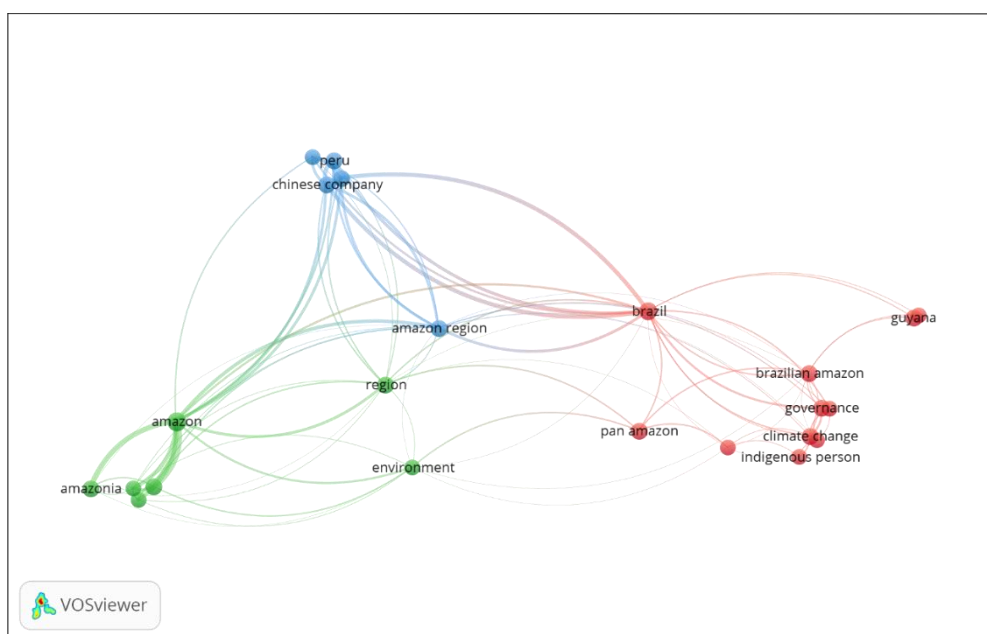 peru
chinese company
brazil
guyana
amazon region
brazilian amazon
region
governance
amazon
pan amazon
climate change
indigenous person
environment
amazonia
VOSviewer